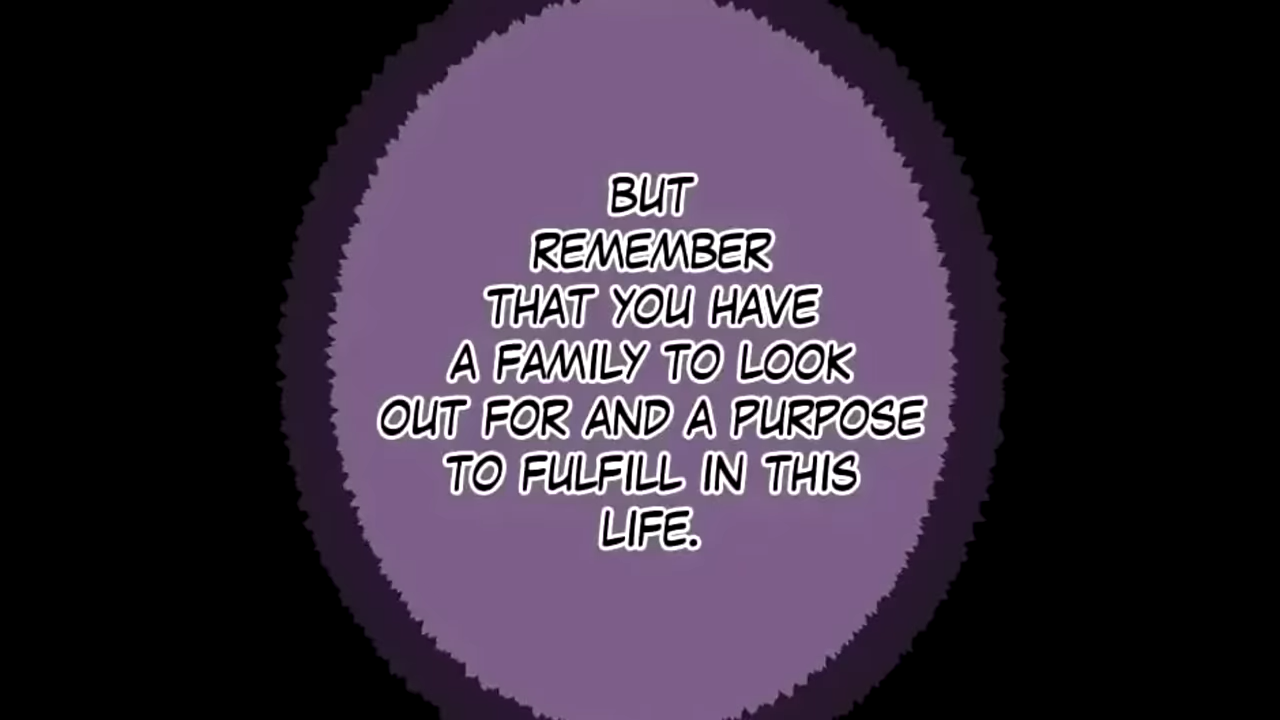 BUT
REMEMBER
THAT YOU HAVE
A FAMILY TO LOOK
OUT FOR AND A PURPOSE
TO FULFILL IN THIS
LIFE.